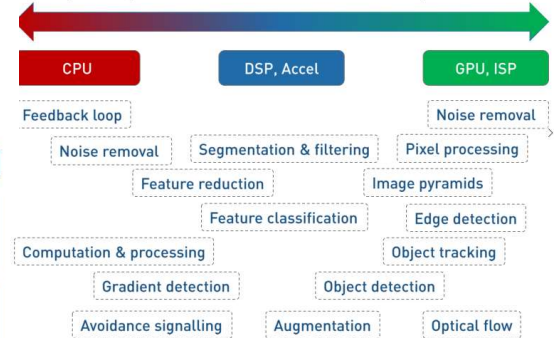 CPU
DSP, Accel
GPU, ISP
Feedback loop
Noise removal
Noise removal
Segmentation & filtering
Pixel processing
Feature reduction
Image pyramids
Feature classification
Edge detection
Computation & processing
Object tracking
Gradient detection
Object detection
Avoidance signalling
Augmentation
Optical flow